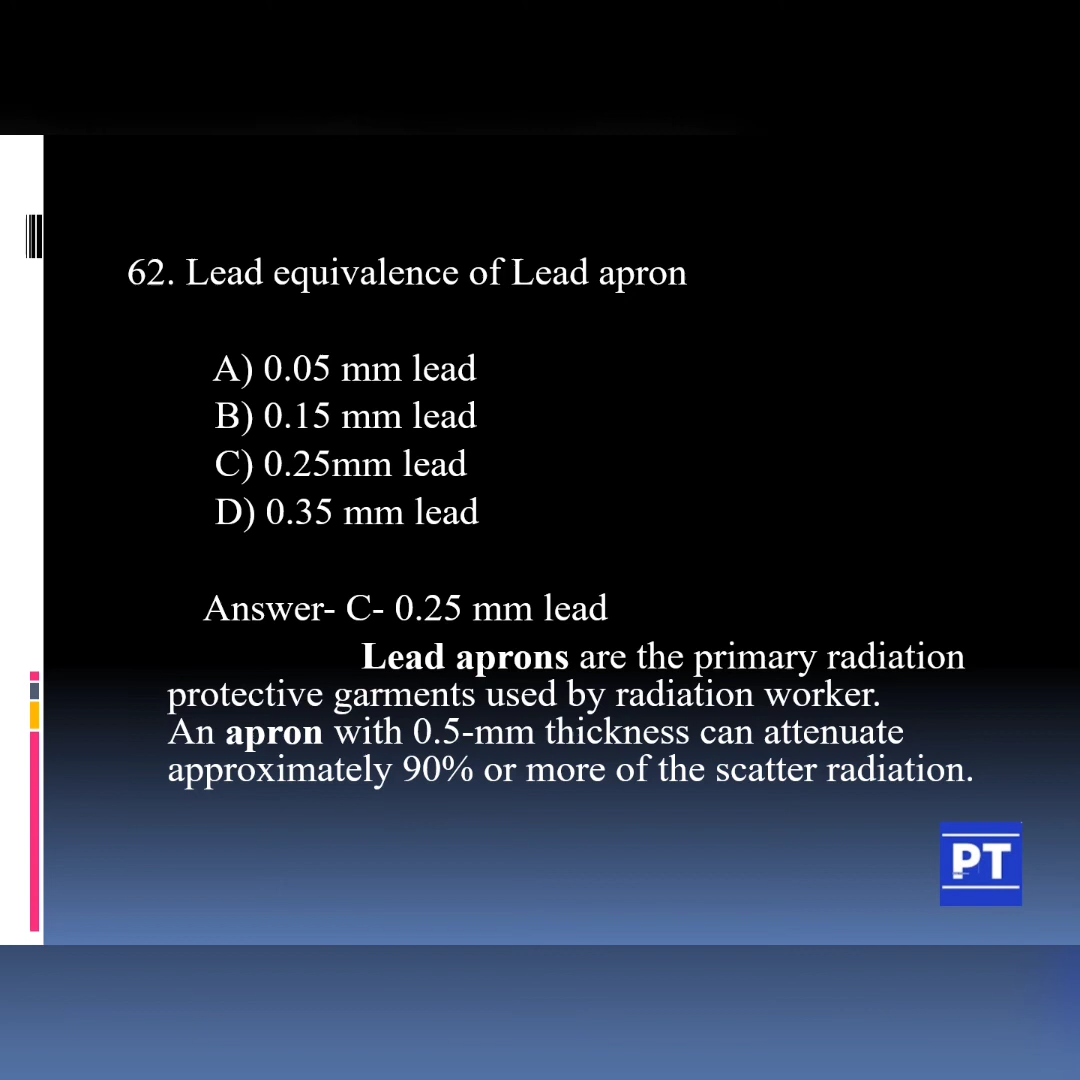 62. Lead equivalence of Lead apron
A) 0.05 mm lead
B) 0.15 mm lead
C) 0.25mm lead
D) 0.35 mm lead
Answer- C- 0.25 mm lead
Lead aprons are the primary radiation
protective garments used by radiation worker.
An apron with 0.5-mm thickness can attenuate
approximately 90% or more of the scatter radiation.
PT